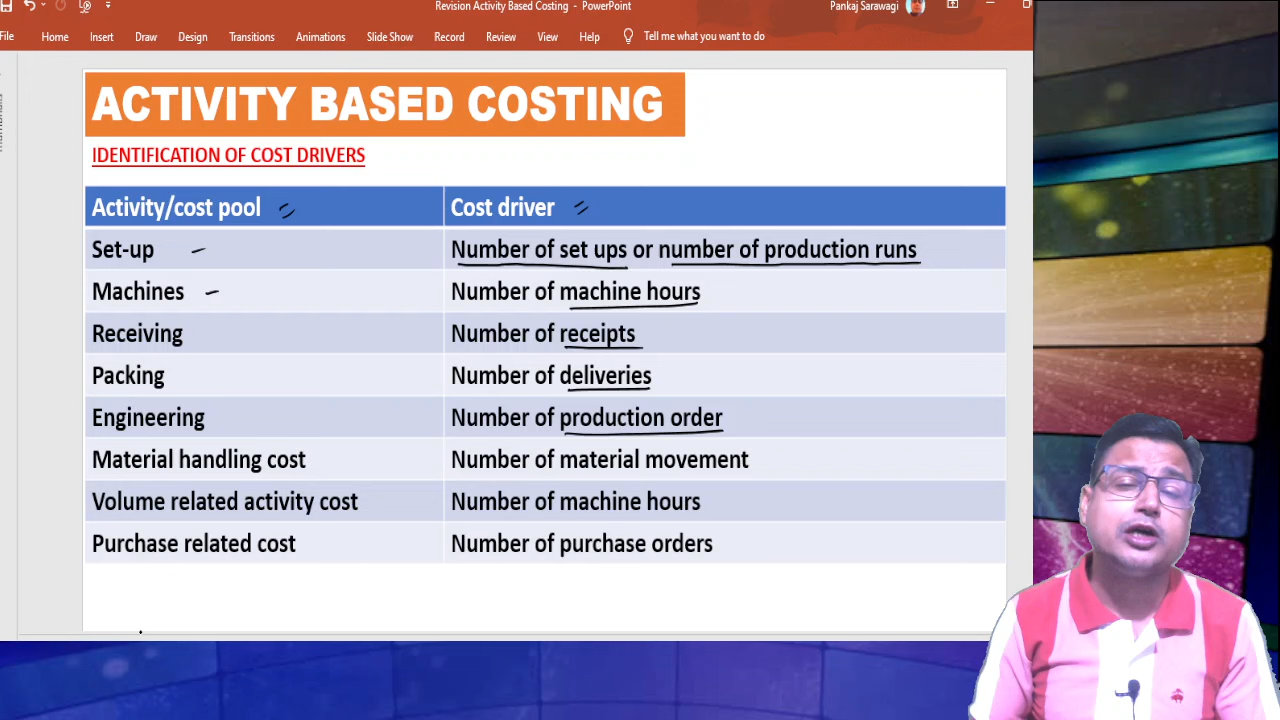 Revision Activity Based Costing - PowerPoint
Pankaj Sarawagi
File Home Insert Draw Design Transitions Animations Slide Show Record Review View Help Tell me what you want to do
ACTIVITY BASED COSTING
IDENTIFICATION OF COST DRIVERS
Activity/cost pool Cost driver
Set-up Number of set ups or number of production runs
Machines Number of machine hours
Receiving Number of receipts
Packing Number of deliveries
Engineering Number of production order
Material handling cost Number of material movement
Volume related activity cost Number of machine hours
Purchase related cost Number of purchase orders